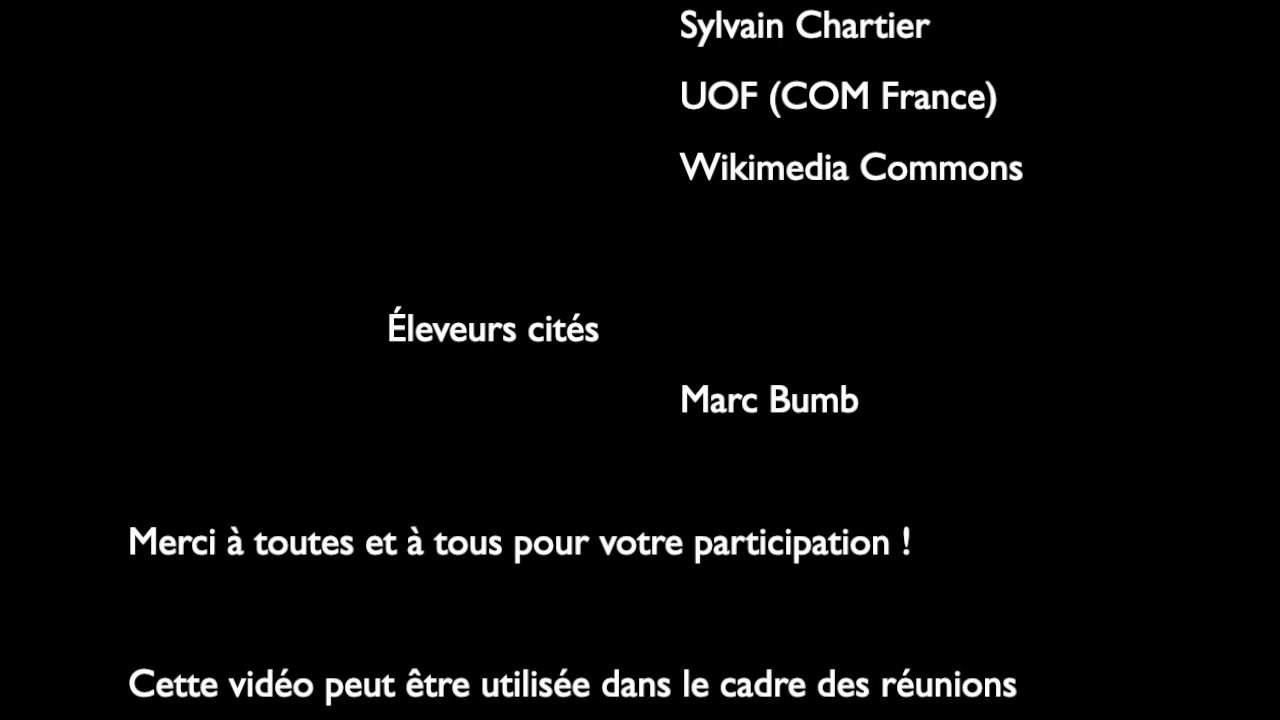 Sylvain Chartier
UOF (COM France)
Wikimedia Commons
Éleveurs cités
Marc Bumb
Merci à toutes et à tous pour votre participation !
Cette vidéo peut être utilisée dans le cadre des réunions